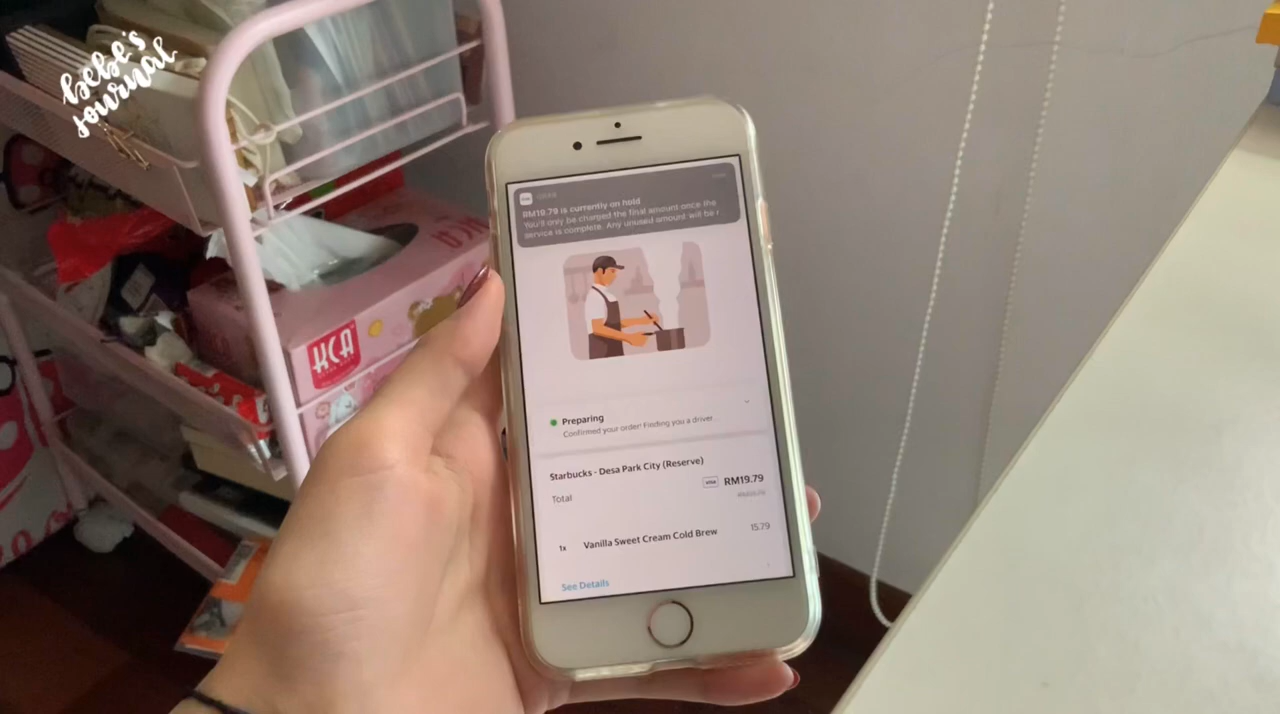 bebe's
journal
RM19.79 is currently on hold
You'll only be charged the final amount once the
service is complete. Any unused amount will be r
Preparing
Confirmed your order! Finding you a driver...
Starbucks - Desa Park City (Reserve)
Total VISA RM19.79
1x Vanilla Sweet Cream Cold Brew 15.79
See Details
KCA
KCA